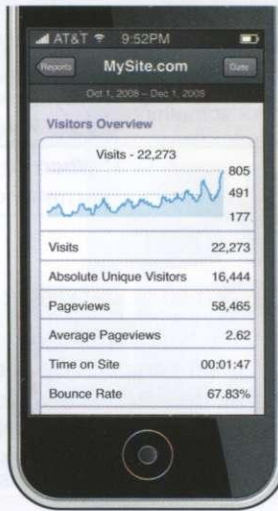 AT&T 9:52PM
Reports MySite.com Date
Oct 1, 2008 – Dec 1, 2008
Visitors Overview
Visits - 22,273
805
491
177
Visits 22,273
Absolute Unique Visitors 16,444
Pageviews 58,465
Average Pageviews 2.62
Time on Site 00:01:47
Bounce Rate 67.83%